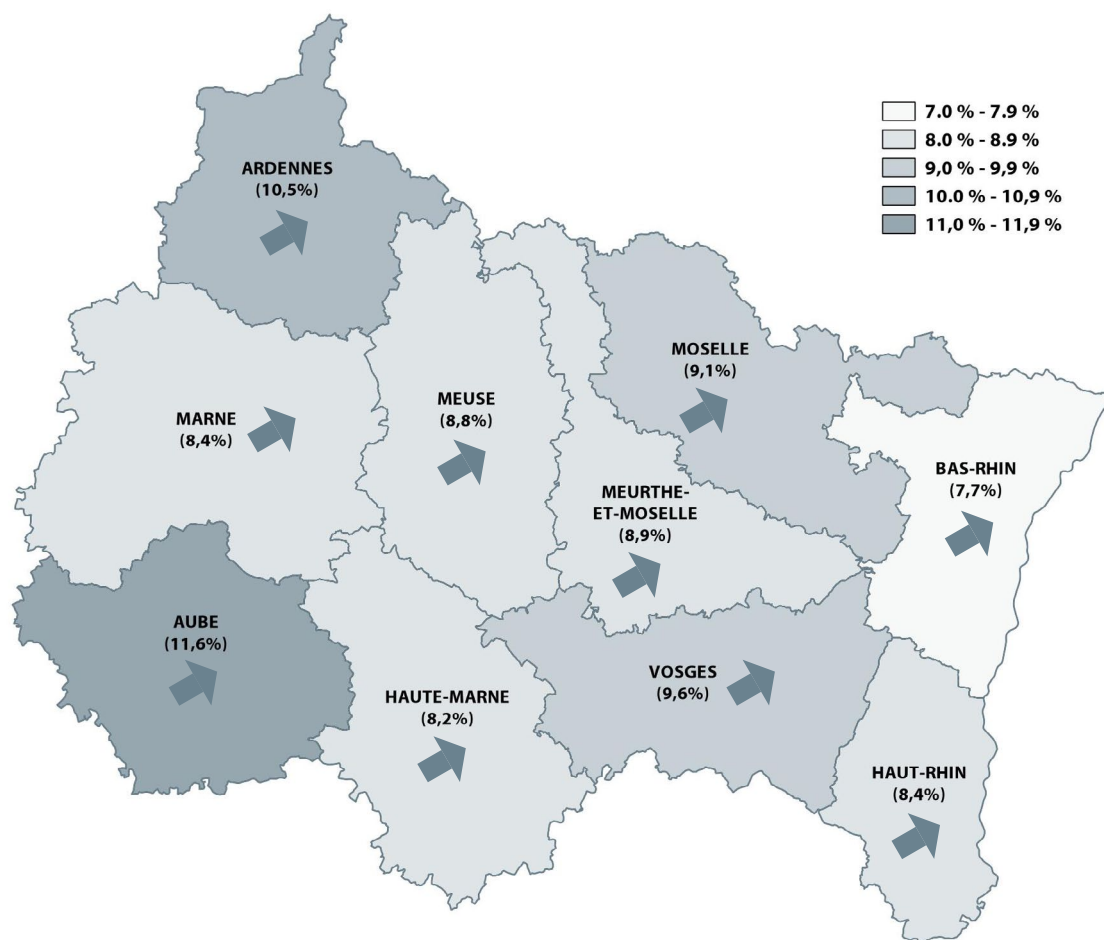 7.0 % - 7.9 %
8.0 % - 8.9 %
9,0 % - 9,9 %
10.0 % - 10,9 %
11,0 % - 11,9 %
ARDENNES
(10,5%)
MOSELLE
(9,1%)
MEUSE
(8,8%)
MARNE
(8,4%)
BAS-RHIN
(7,7%)
MEURTHE-
ET-MOSELLE
(8,9%)
AUBE
(11,6%)
VOSGES
(9,6%)
HAUTE-MARNE
(8,2%)
HAUT-RHIN
(8,4%)